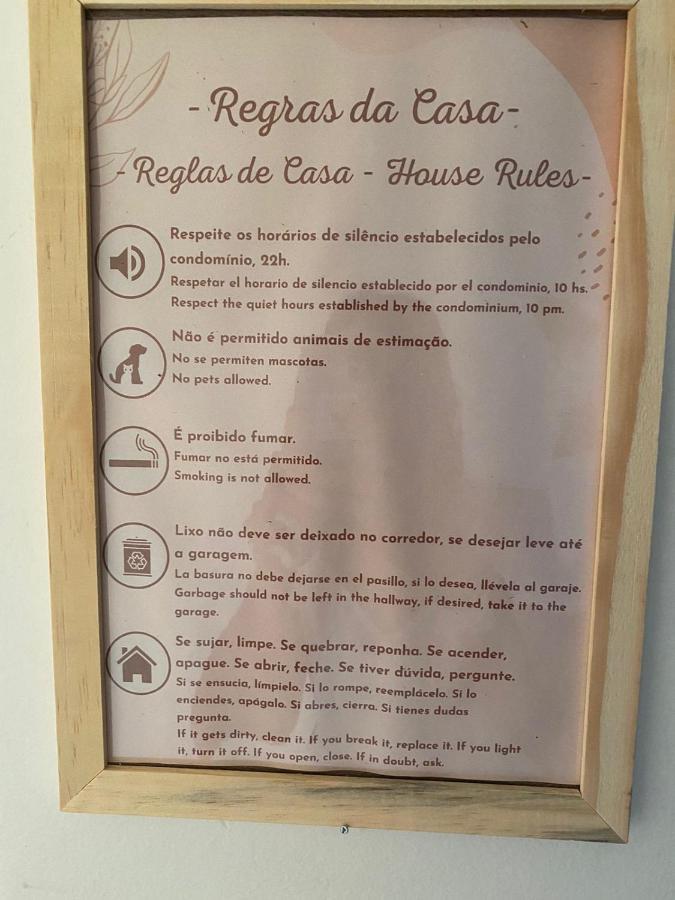 - Regras da Casa -
- Reglas de Casa - House Rules -
Respeite os horários de silêncio estabelecidos pelo
condomínio, 22h.
Respetar el horario de silencio establecido por el condominio, 10 hs.
Respect the quiet hours established by the condominium, 10 pm.
Não é permitido animais de estimação.
No se permiten mascotas.
No pets allowed.
É proibido fumar.
Fumar no está permitido.
Smoking is not allowed.
Lixo não deve ser deixado no corredor, se desejar leve até
a garagem.
La basura no debe dejarse en el pasillo, si lo desea, llévela al garaje.
Garbage should not be left in the hallway, if desired, take it to the
garage.
Se sujar, limpe. Se quebrar, reponha. Se acender,
apague. Se abrir, feche. Se tiver dúvida, pergunte.
Si se ensucia, límpielo. Si lo rompe, reemplácelo. Si lo
enciendes, apágalo. Si abres, cierra. Si tienes dudas
pregunta.
If it gets dirty, clean it. If you break it, replace it. If you light
it, turn it off. If you open, close. If in doubt, ask.